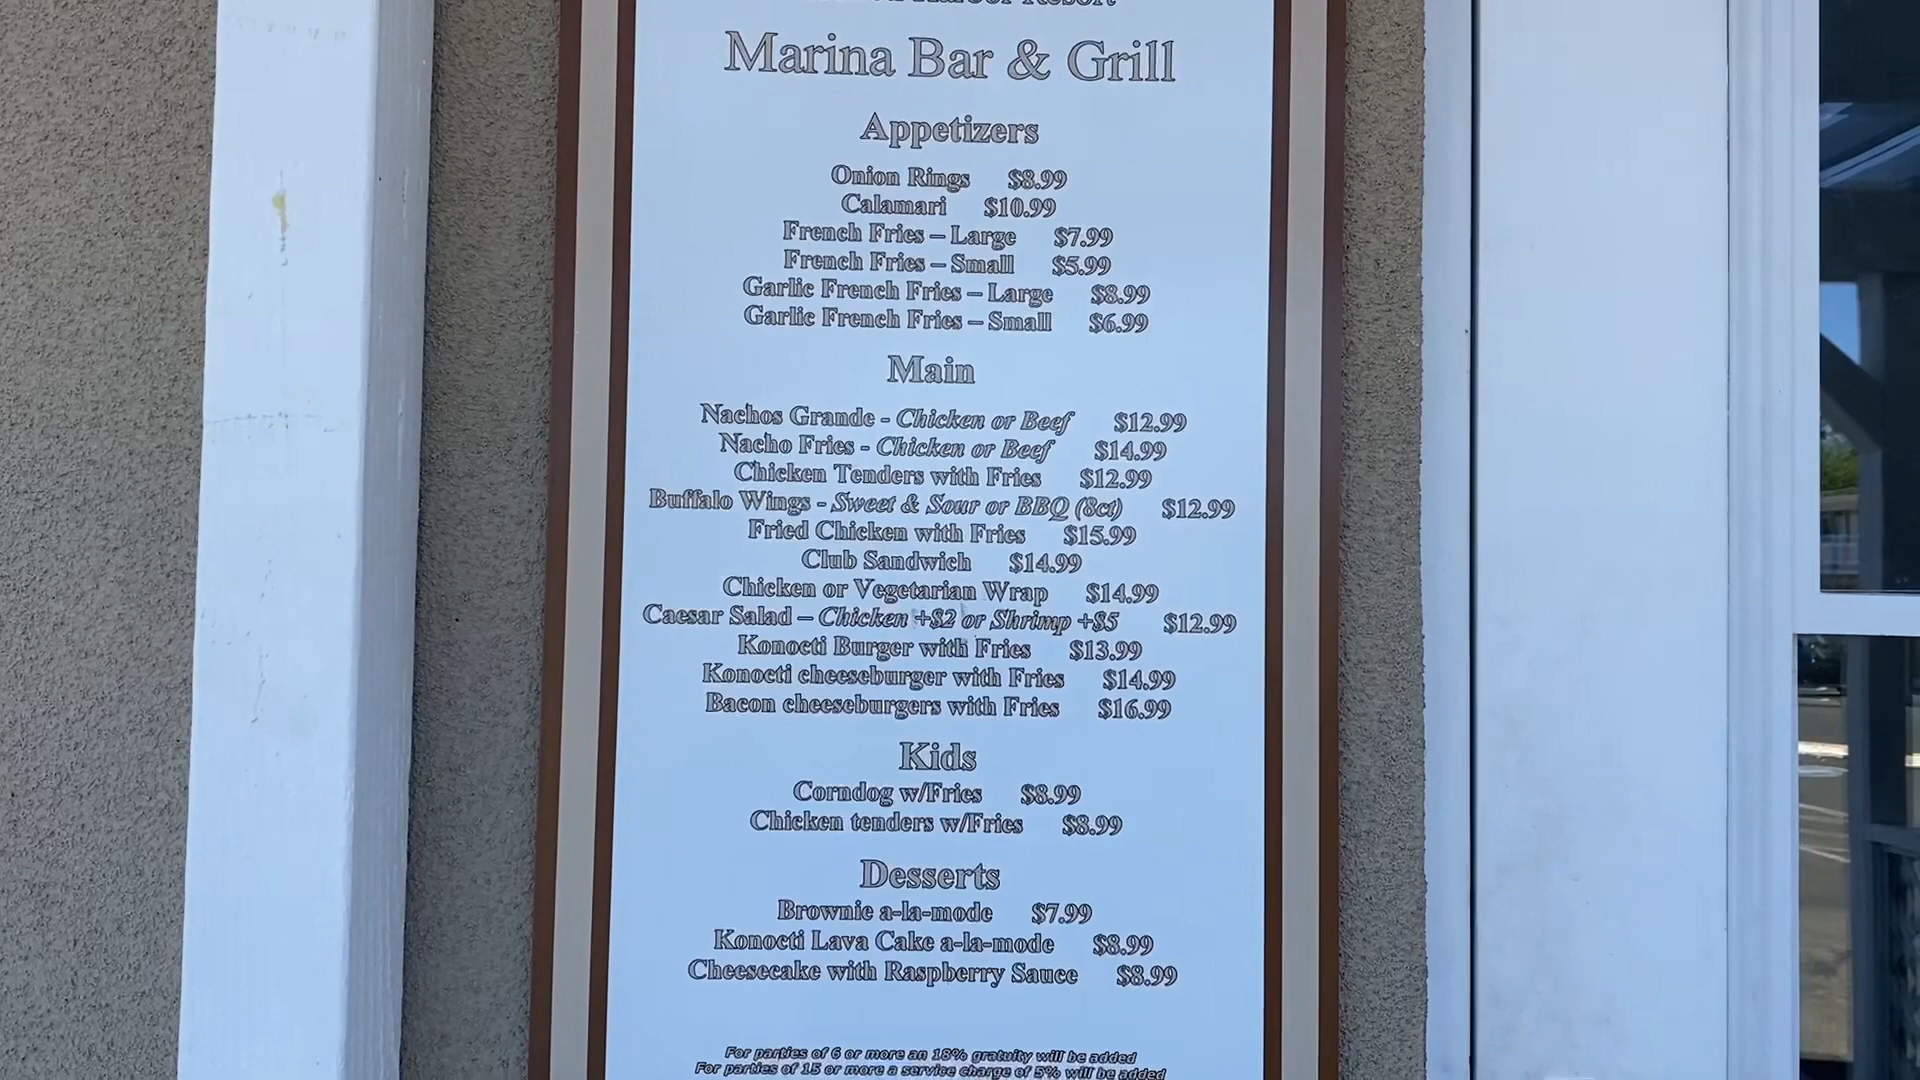 Harbor Resort
Marina Bar & Grill
Appetizers
Onion Rings $8.99
Calamari $10.99
French Fries – Large $7.99
French Fries – Small $5.99
Garlic French Fries – Large $8.99
Garlic French Fries – Small $6.99
Main
Nachos Grande - Chicken or Beef $12.99
Nacho Fries - Chicken or Beef $14.99
Chicken Tenders with Fries $12.99
Buffalo Wings - Sweet & Sour or BBQ (8ct) $12.99
Fried Chicken with Fries $15.99
Club Sandwich $14.99
Chicken or Vegetarian Wrap $14.99
Caesar Salad – Chicken +$2 or Shrimp +$5 $12.99
Konocti Burger with Fries $13.99
Konocti cheeseburger with Fries $14.99
Bacon cheeseburgers with Fries $16.99
Kids
Corndog w/Fries $8.99
Chicken tenders w/Fries $8.99
Desserts
Brownie a-la-mode $7.99
Konocti Lava Cake a-la-mode $8.99
Cheesecake with Raspberry Sauce $8.99
For parties of 6 or more an 18% gratuity will be added
For parties of 15 or more a service charge of 5% will be added